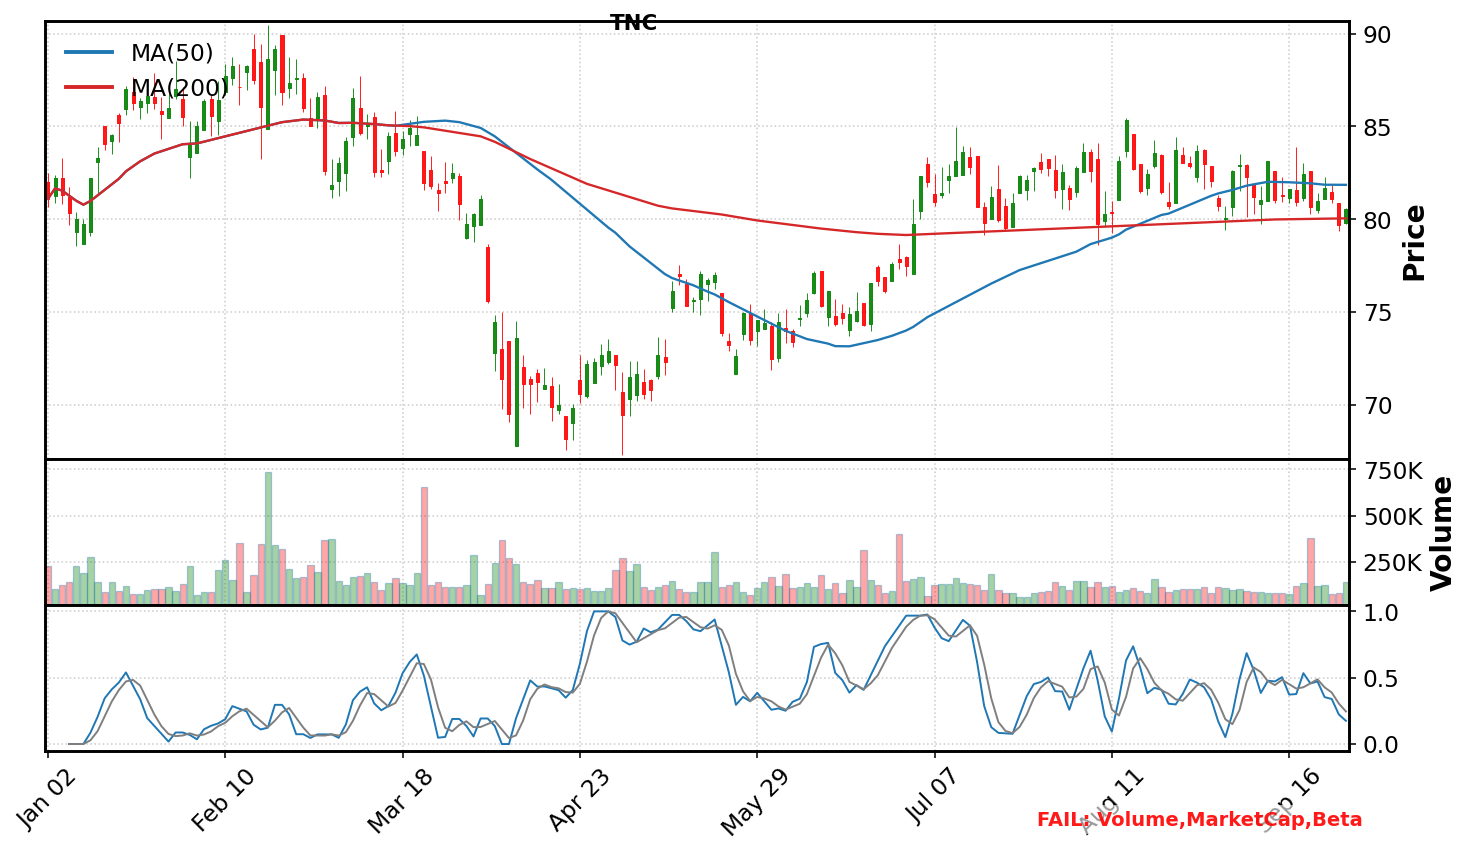 TNC
MA(50)
MA(200)
90
85
80
75
70
Price
750K
500K
250K
Volume
1.0
0.5
0.0
Jan 02
Feb 10
Mar 18
Apr 23
May 29
Jul 07
Aug 11
Sep 16
FAIL: Volume,MarketCap,Beta